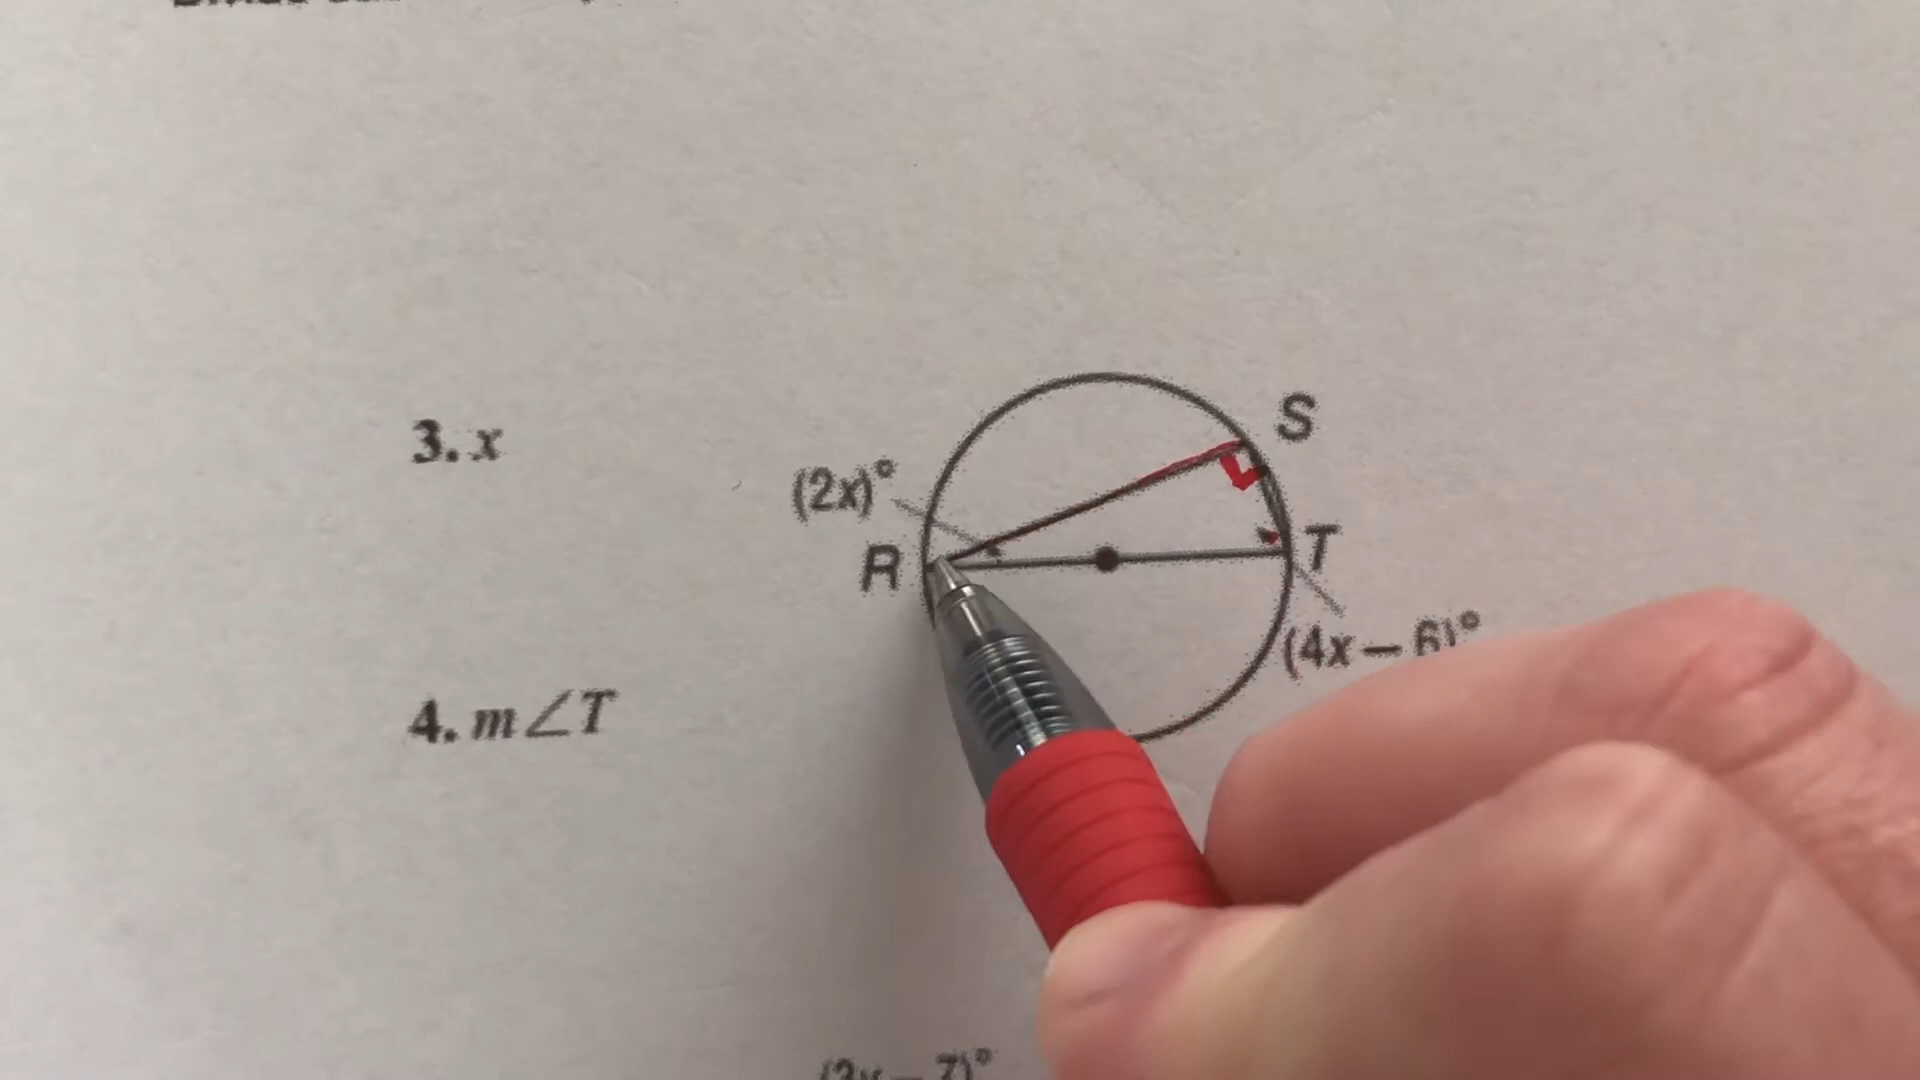 3. x
S
(2x)°
R
T
(4x – 6)°
4. m∠T